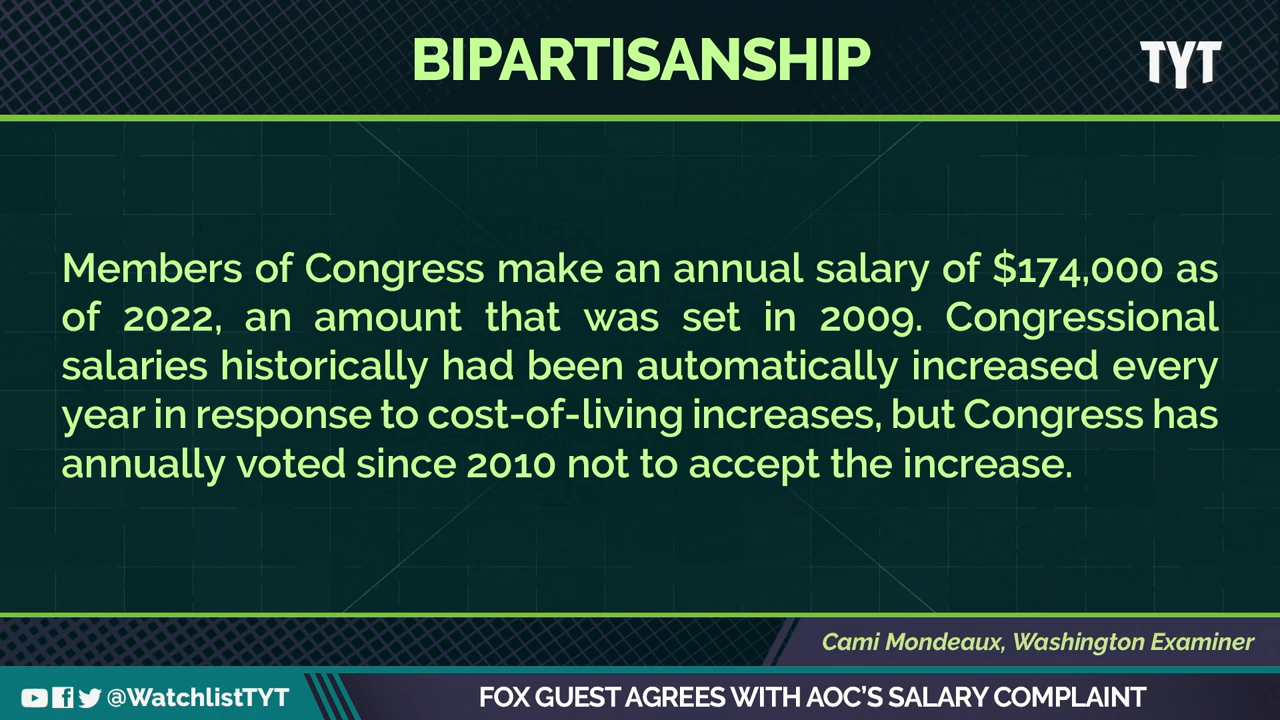 BIPARTISANSHIP
TYT
Members of Congress make an annual salary of $174,000 as
of 2022, an amount that was set in 2009. Congressional
salaries historically had been automatically increased every
year in response to cost-of-living increases, but Congress has
annually voted since 2010 not to accept the increase.
Cami Mondeaux, Washington Examiner
@WatchlistTYT
FOX GUEST AGREES WITH AOC'S SALARY COMPLAINT